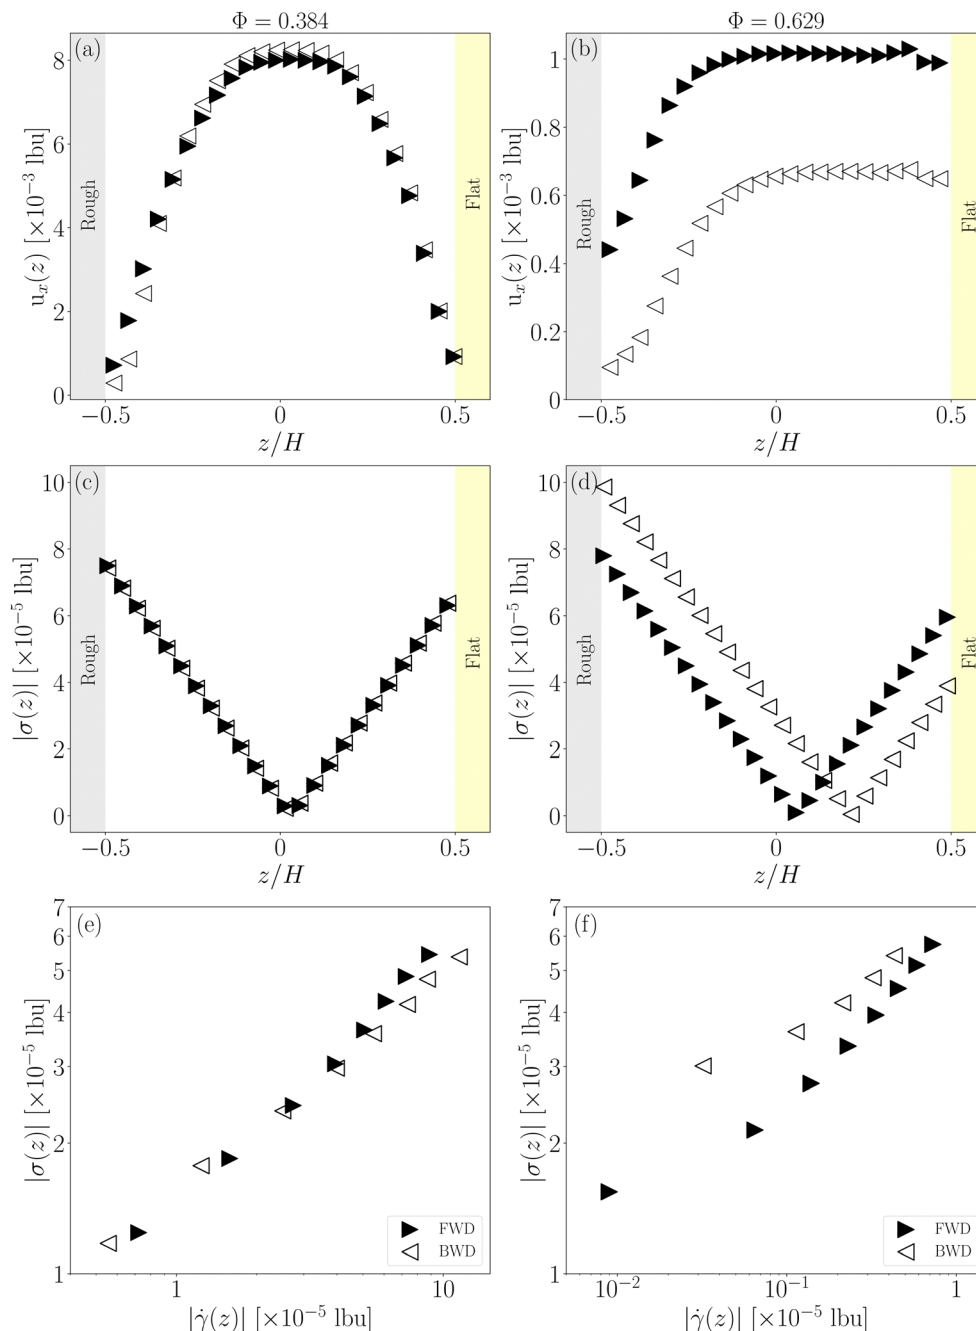 Φ = 0.384
Φ = 0.629
(a)
8
6
4
2
0
u_x(z) [×10⁻³ lbu]
Rough
Flat
−0.5
0
0.5
z/H
(b)
1
0.8
0.6
0.4
0.2
0
u_x(z) [×10⁻³ lbu]
Rough
Flat
−0.5
0
0.5
z/H
(c)
10
8
6
4
2
0
|σ(z)| [×10⁻⁵ lbu]
Rough
Flat
−0.5
0
0.5
z/H
(d)
10
8
6
4
2
0
|σ(z)| [×10⁻⁵ lbu]
Rough
Flat
−0.5
0
0.5
z/H
(e)
7
6
5
4
3
2
1
|σ(z)| [×10⁻⁵ lbu]
FWD
BWD
1
10
|γ̇(z)| [×10⁻⁵ lbu]
(f)
7
6
5
4
3
2
1
|σ(z)| [×10⁻⁵ lbu]
FWD
BWD
10⁻²
10⁻¹
1
|γ̇(z)| [×10⁻⁵ lbu]